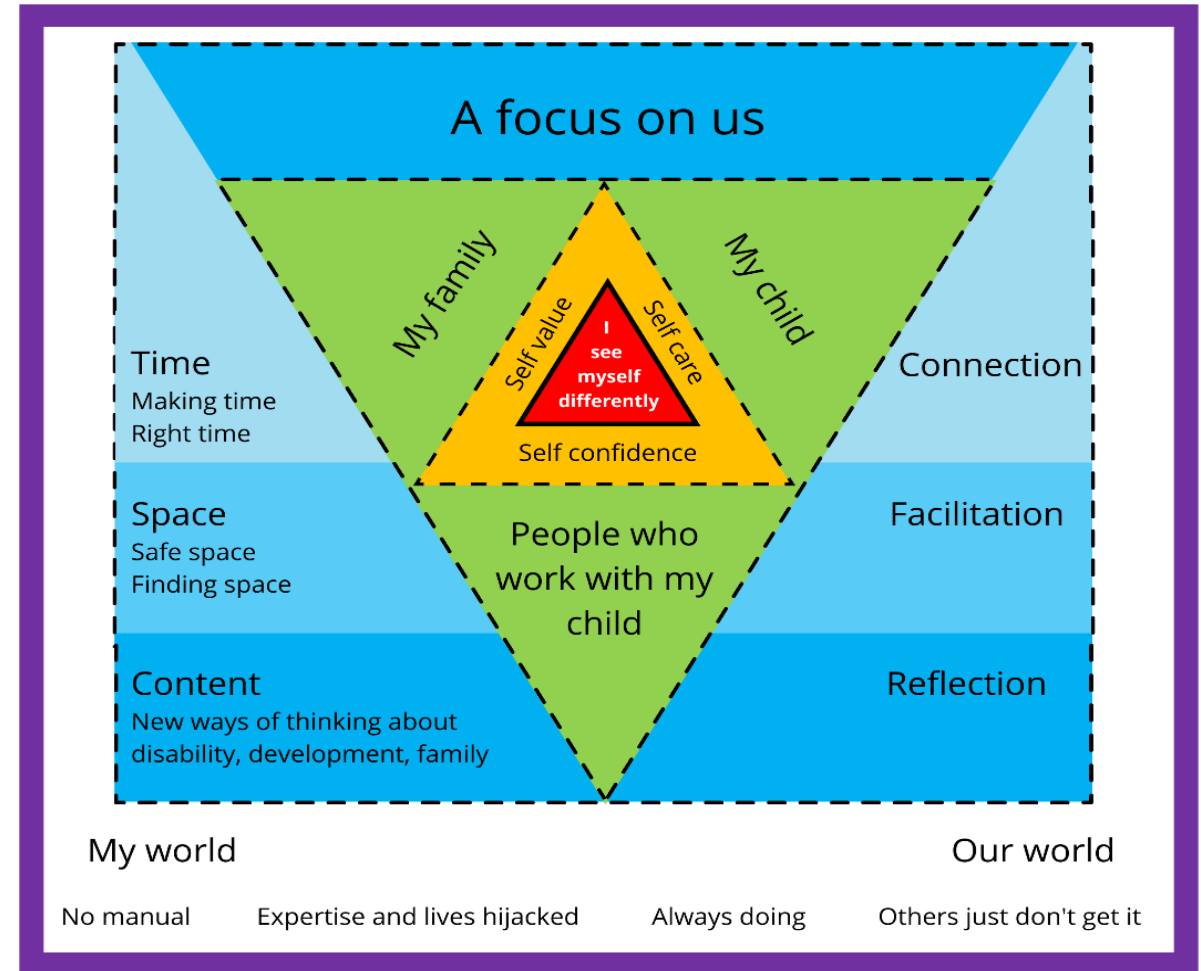 A focus on us
My family
My child
Self value
Self care
I
see
myself
differently
Self confidence
Time
Making time
Right time
Connection
Space
Safe space
Finding space
People who
work with my
child
Facilitation
Content
New ways of thinking about
disability, development, family
Reflection
My world
Our world
No manual
Expertise and lives hijacked
Always doing
Others just don't get it